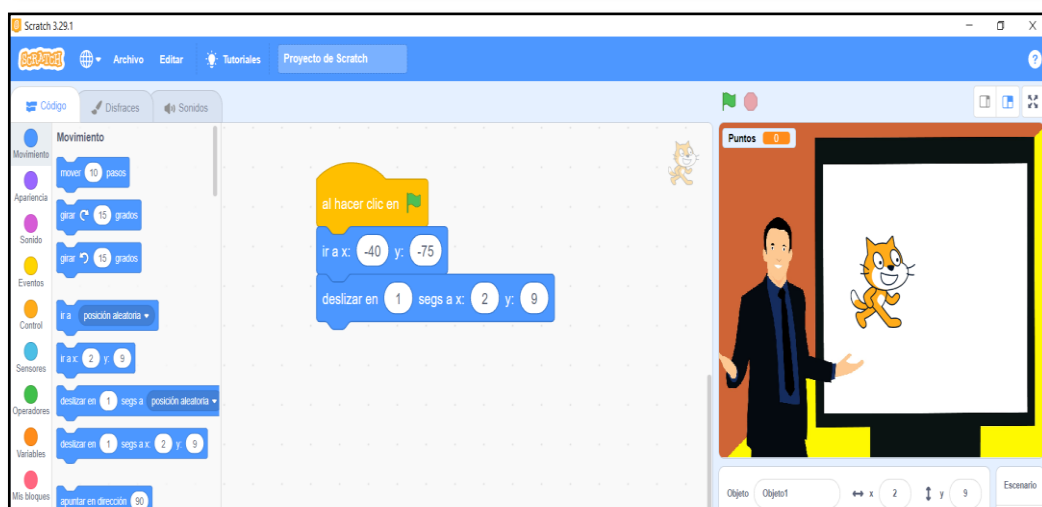 Scratch 3.29.1
SCRATCH
Archivo Editar Tutoriales Proyecto de Scratch
?
Código Disfraces Sonidos
Movimiento
Apariencia
Sonido
Eventos
Control
Sensores
Operadores
Variables
Mis bloques
Movimiento
mover 10 pasos
girar 15 grados
girar 15 grados
ir a posición aleatoria
ir a x: 2 y: 9
deslizar en 1 segs a posición aleatoria
deslizar en 1 segs a x: 2 y: 9
apuntar en dirección 90
al hacer clic en
ir a x: -40 y: -75
deslizar en 1 segs a x: 2 y: 9
Puntos 0
Objeto Objeto1 x 2 y 9
Escenario